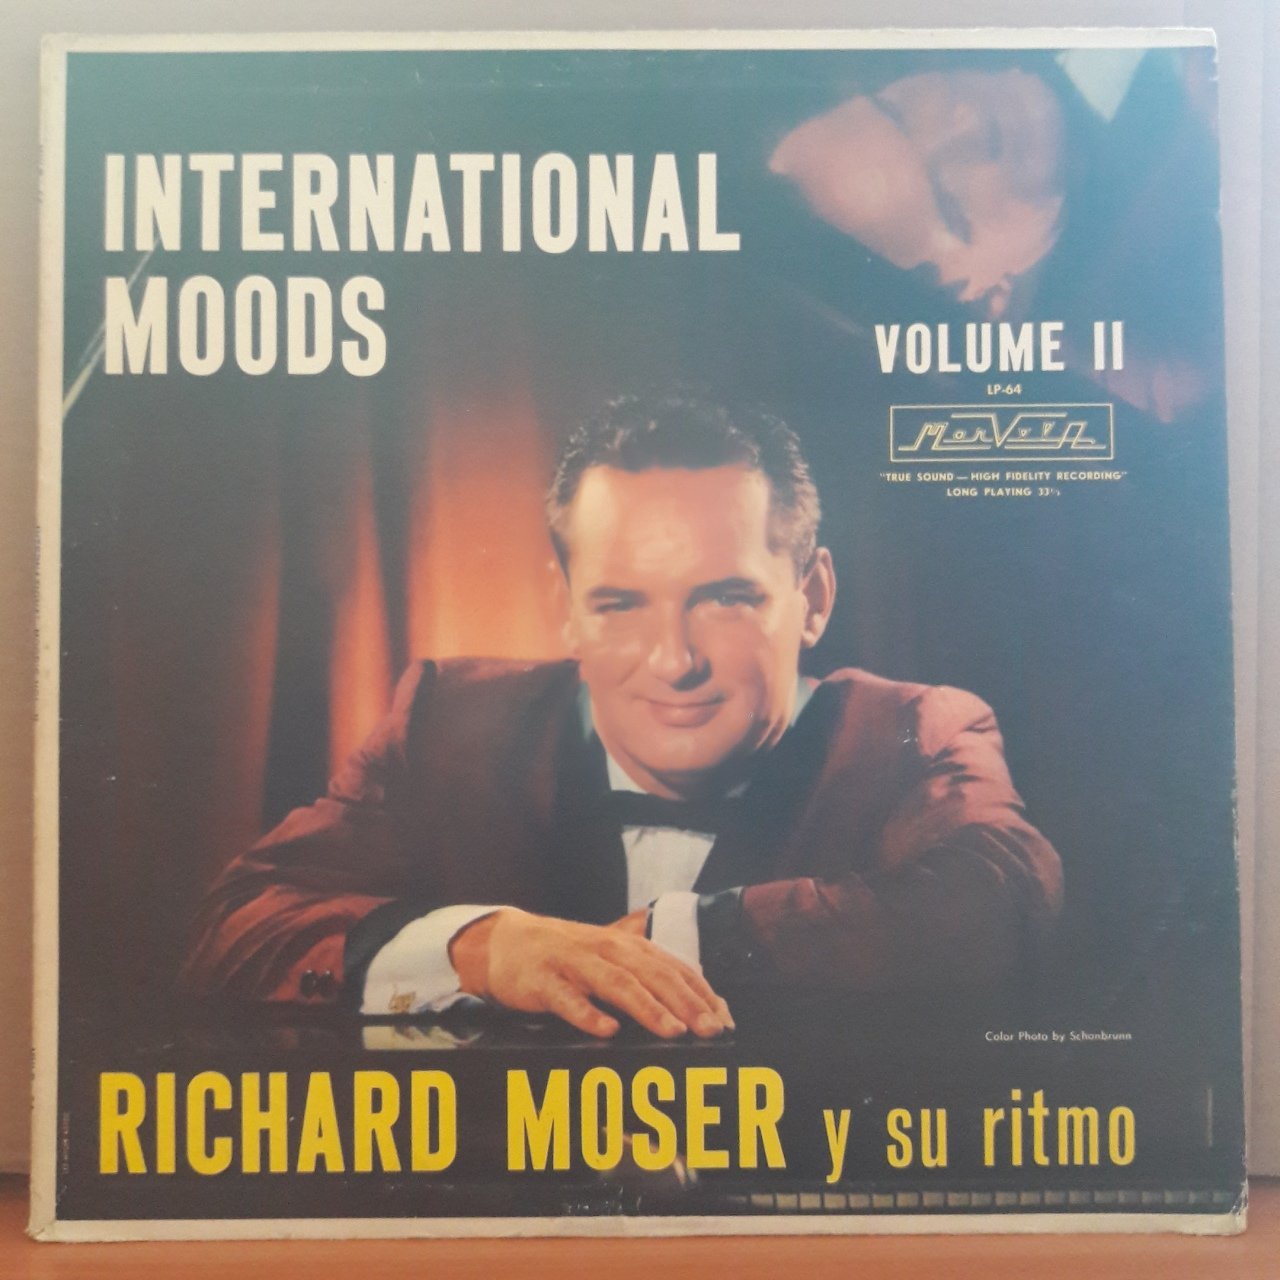 INTERNATIONAL
MOODS
VOLUME II
LP-64
MarVela
"TRUE SOUND — HIGH FIDELITY RECORDING"
LONG PLAYING 33⅓
Color Photo by Schonbrunn
RICHARD MOSER y su ritmo